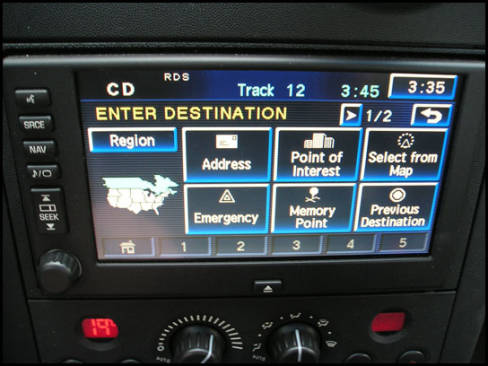 RDS
CD Track 12 3:45 3:35
ENTER DESTINATION 1/2
Region
Address
Point of
Interest
Select from
Map
Emergency
Memory
Point
Previous
Destination
1 2 3 4 5
SRCE
NAV
SEEK